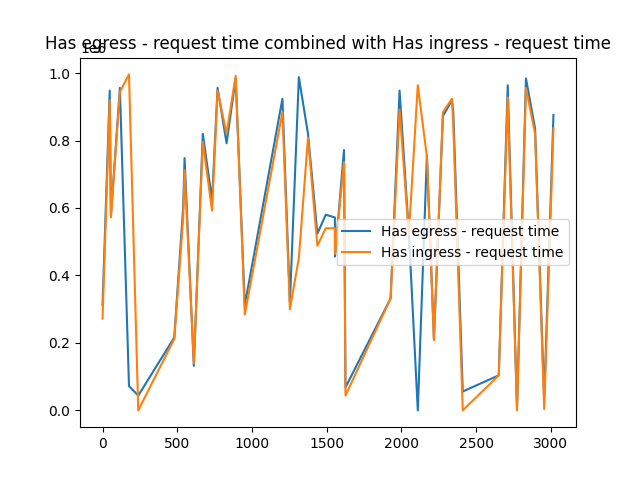 Has egress - request time combined with Has ingress - request time
1e6
1.0
0.8
0.6
0.4
0.2
0.0
Has egress - request time
Has ingress - request time
0 500 1000 1500 2000 2500 3000